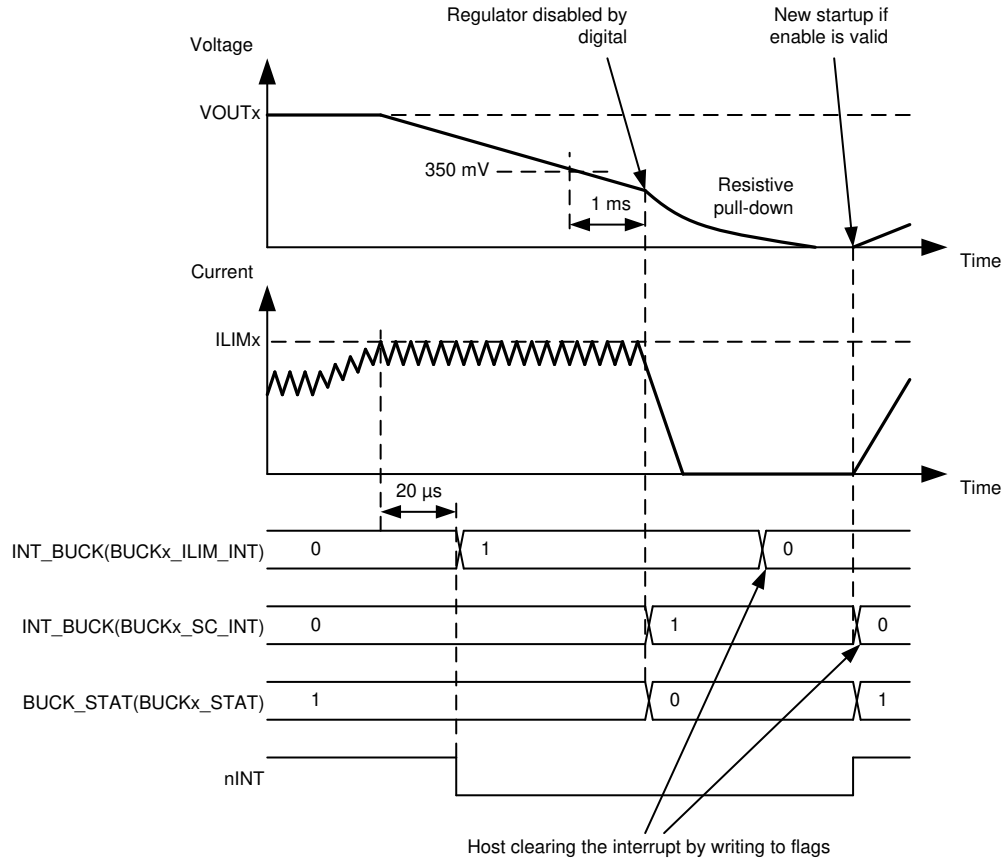 Regulator disabled by
digital
New startup if
enable is valid
Voltage
VOUTx
350 mV
1 ms
Resistive
pull-down
Time
Current
ILIMx
Time
20 µs
INT_BUCK(BUCKx_ILIM_INT)
0
1
0
INT_BUCK(BUCKx_SC_INT)
0
1
0
BUCK_STAT(BUCKx_STAT)
1
0
1
nINT
Host clearing the interrupt by writing to flags